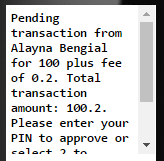 Pending
transaction from
Alayna Bengial
for 100 plus fee
of 0.2. Total
transaction
amount: 100.2.
Please enter your
PIN to approve or
select 2 to